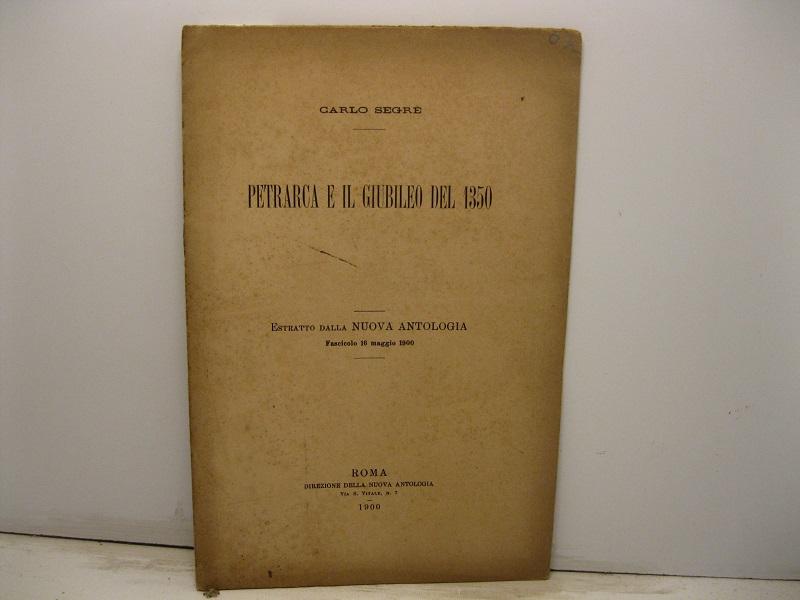 CARLO SEGRÈ
PETRARCA E IL GIUBILEO DEL 1350
ESTRATTO DALLA NUOVA ANTOLOGIA
Fascicolo 16 maggio 1900
ROMA
DIREZIONE DELLA NUOVA ANTOLOGIA
VIA S. VITALE, N. 7
1900